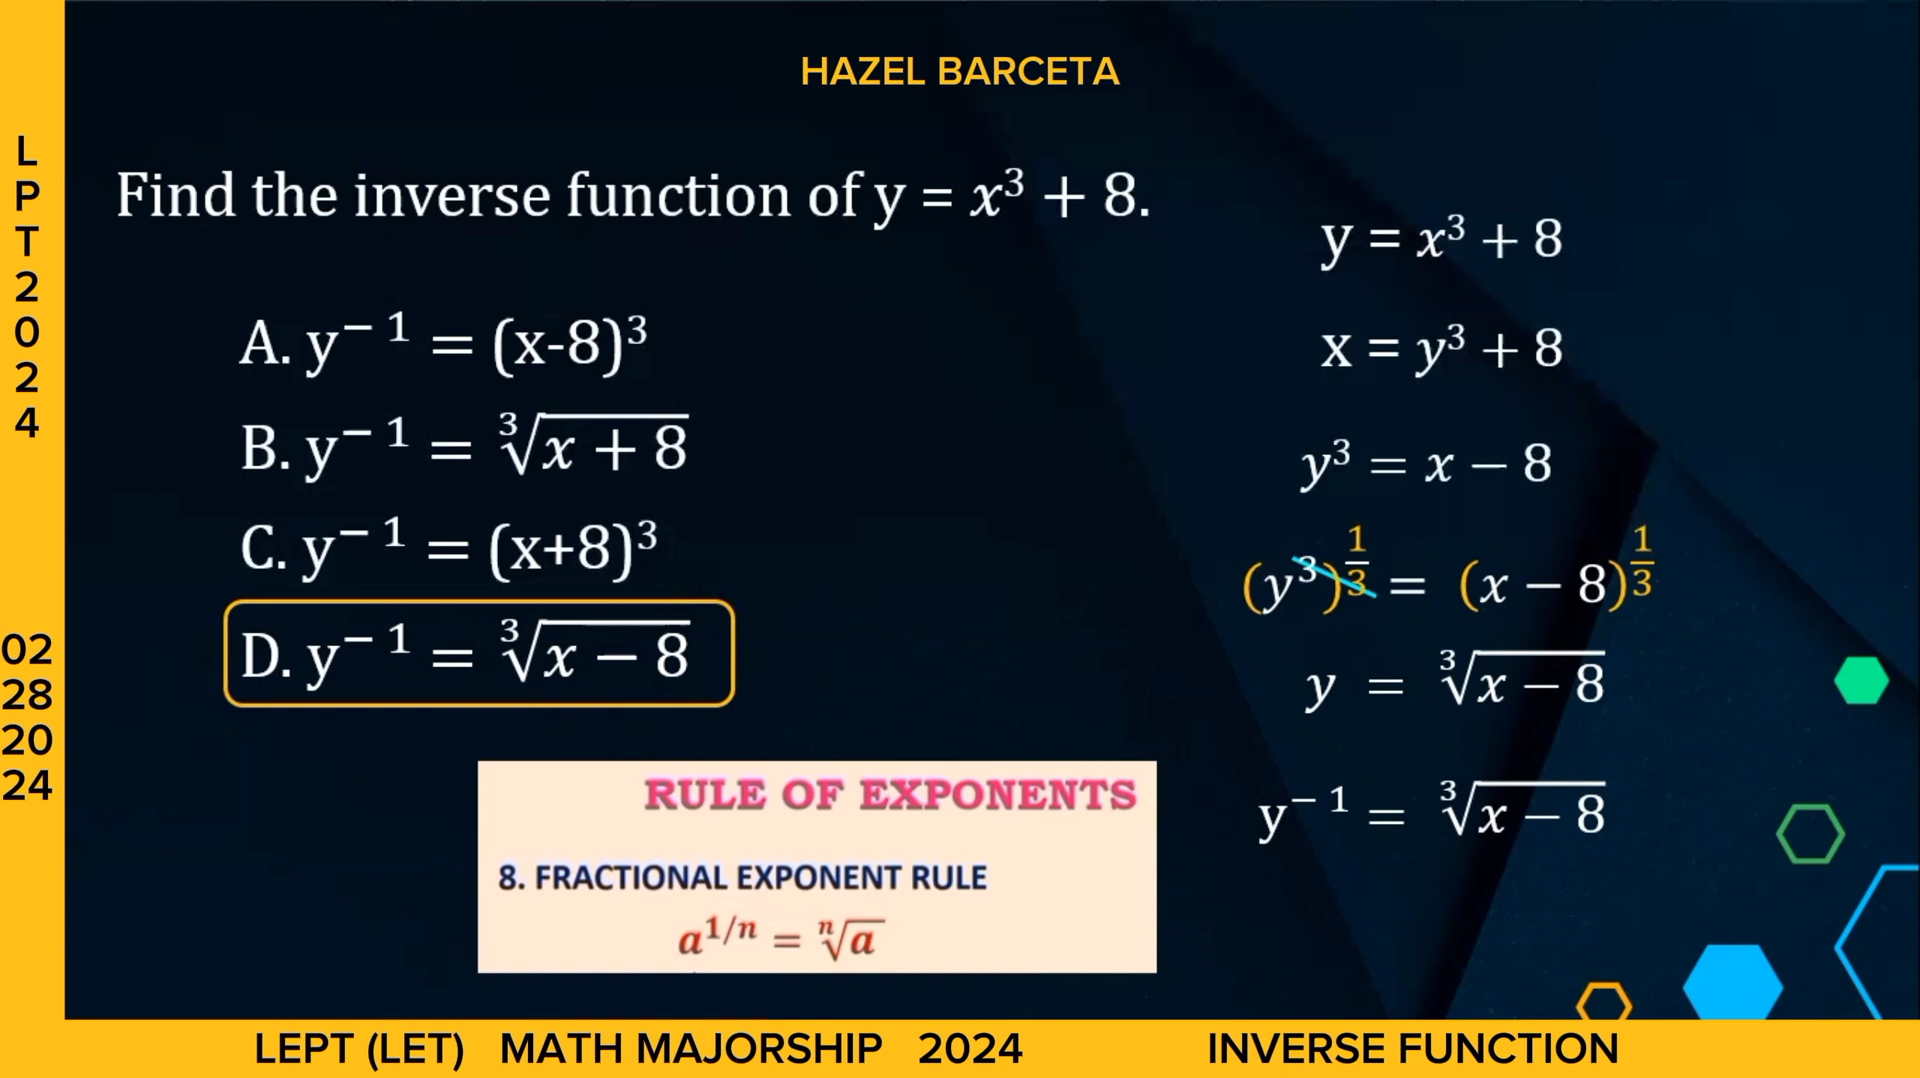 HAZEL BARCETA
L
P
T
2
0
2
4
02
28
20
24
Find the inverse function of y = x³ + 8.
A. y⁻¹ = (x-8)³
B. y⁻¹ = ∛(x + 8)
C. y⁻¹ = (x+8)³
D. y⁻¹ = ∛(x − 8)
y = x³ + 8
x = y³ + 8
y³ = x − 8
(y³)^(1/3) = (x − 8)^(1/3)
y = ∛(x − 8)
y⁻¹ = ∛(x − 8)
RULE OF EXPONENTS
8. FRACTIONAL EXPONENT RULE
a^(1/n) = ⁿ√a
LEPT (LET) MATH MAJORSHIP 2024 INVERSE FUNCTION